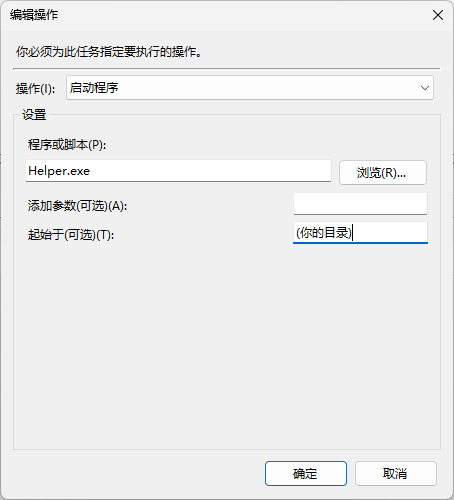 编辑操作
你必须为此任务指定要执行的操作。
操作(I): 启动程序
设置
程序或脚本(P):
Helper.exe 浏览(R)...
添加参数(可选)(A):
起始于(可选)(T): (你的目录)
确定 取消